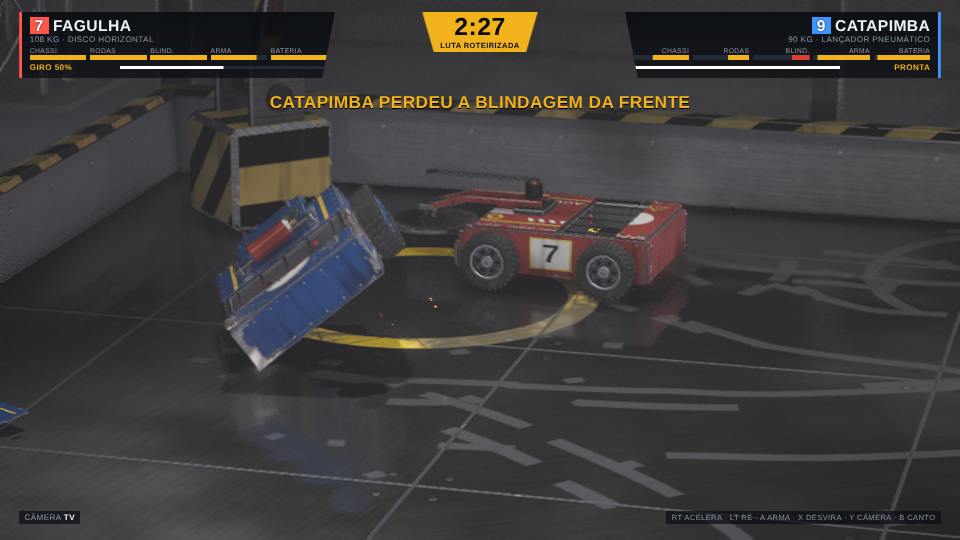 7 FAGULHA
108 KG · DISCO HORIZONTAL
CHASSI RODAS BLIND. ARMA BATERIA
GIRO 50%
2:27
LUTA ROTEIRIZADA
9 CATAPIMBA
90 KG · LANÇADOR PNEUMÁTICO
CHASSI RODAS BLIND. ARMA BATERIA
PRONTA
CATAPIMBA PERDEU A BLINDAGEM DA FRENTE
7
CÂMERA TV
RT ACELERA · LT RÉ · A ARMA · X DESVIRA · Y CÂMERA · B CANTO